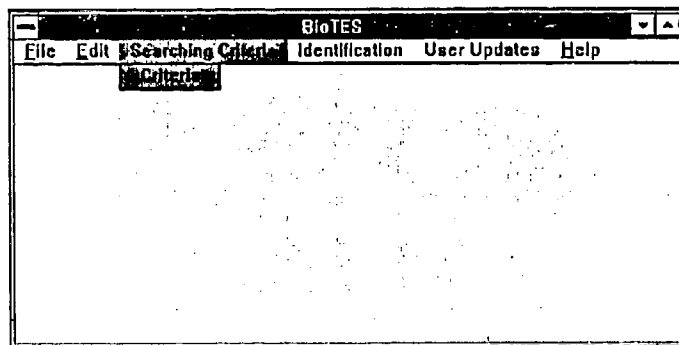 BioTES
File Edit Searching Criteria Identification User Updates Help
Criteria